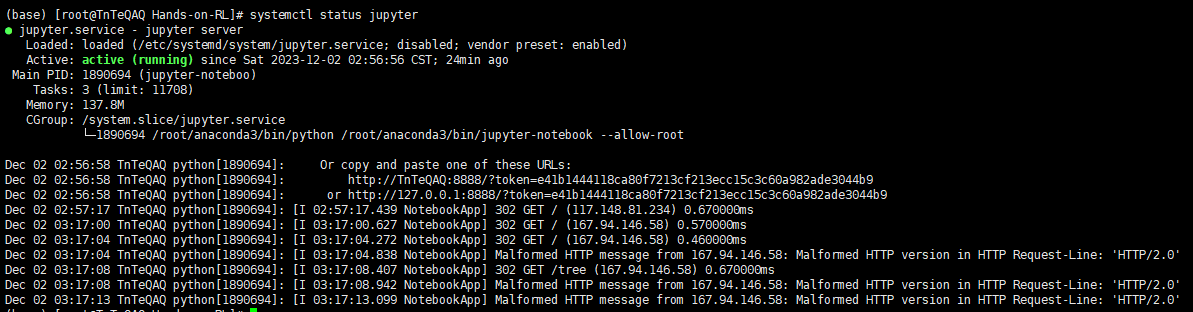 (base) [root@TnTeQAQ Hands-on-RL]# systemctl status jupyter
● jupyter.service - jupyter server
   Loaded: loaded (/etc/systemd/system/jupyter.service; disabled; vendor preset: enabled)
   Active: active (running) since Sat 2023-12-02 02:56:56 CST; 24min ago
 Main PID: 1890694 (jupyter-noteboo)
    Tasks: 3 (limit: 11708)
   Memory: 137.8M
   CGroup: /system.slice/jupyter.service
           └─1890694 /root/anaconda3/bin/python /root/anaconda3/bin/jupyter-notebook --allow-root
Dec 02 02:56:58 TnTeQAQ python[1890694]:     Or copy and paste one of these URLs:
Dec 02 02:56:58 TnTeQAQ python[1890694]:         http://TnTeQAQ:8888/?token=e41b1444118ca80f7213cf213ecc15c3c60a982ade3044b9
Dec 02 02:56:58 TnTeQAQ python[1890694]:      or http://127.0.0.1:8888/?token=e41b1444118ca80f7213cf213ecc15c3c60a982ade3044b9
Dec 02 02:57:17 TnTeQAQ python[1890694]: [I 02:57:17.439 NotebookApp] 302 GET / (117.148.81.234) 0.670000ms
Dec 02 03:17:00 TnTeQAQ python[1890694]: [I 03:17:00.627 NotebookApp] 302 GET / (167.94.146.58) 0.570000ms
Dec 02 03:17:04 TnTeQAQ python[1890694]: [I 03:17:04.272 NotebookApp] 302 GET / (167.94.146.58) 0.460000ms
Dec 02 03:17:04 TnTeQAQ python[1890694]: [I 03:17:04.838 NotebookApp] Malformed HTTP message from 167.94.146.58: Malformed HTTP version in HTTP Request-Line: 'HTTP/2.0'
Dec 02 03:17:08 TnTeQAQ python[1890694]: [I 03:17:08.407 NotebookApp] 302 GET /tree (167.94.146.58) 0.670000ms
Dec 02 03:17:08 TnTeQAQ python[1890694]: [I 03:17:08.942 NotebookApp] Malformed HTTP message from 167.94.146.58: Malformed HTTP version in HTTP Request-Line: 'HTTP/2.0'
Dec 02 03:17:13 TnTeQAQ python[1890694]: [I 03:17:13.099 NotebookApp] Malformed HTTP message from 167.94.146.58: Malformed HTTP version in HTTP Request-Line: 'HTTP/2.0'
(base) [root@TnTeQAQ Hands-on-RL]#